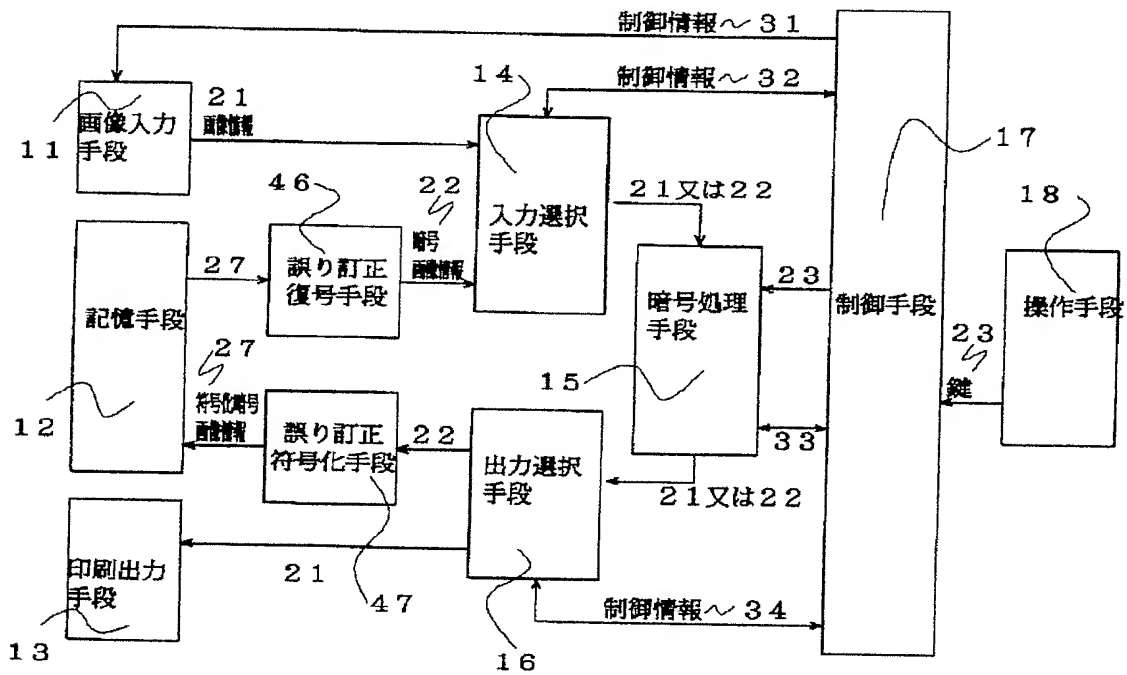 制御情報~31
制御情報~32
14
11
画像入力
手段
21
画像情報
入力選択
手段
46
22
暗号
画像情報
27
誤り訂正
復号手段
21又は22
17
18
記憶手段
12
27
符号化暗号
画像情報
誤り訂正
符号化手段
47
22
暗号処理
手段
15
23
制御手段
操作手段
23
鍵
33
出力選択
手段
16
21又は22
印刷出力
手段
13
21
制御情報~34